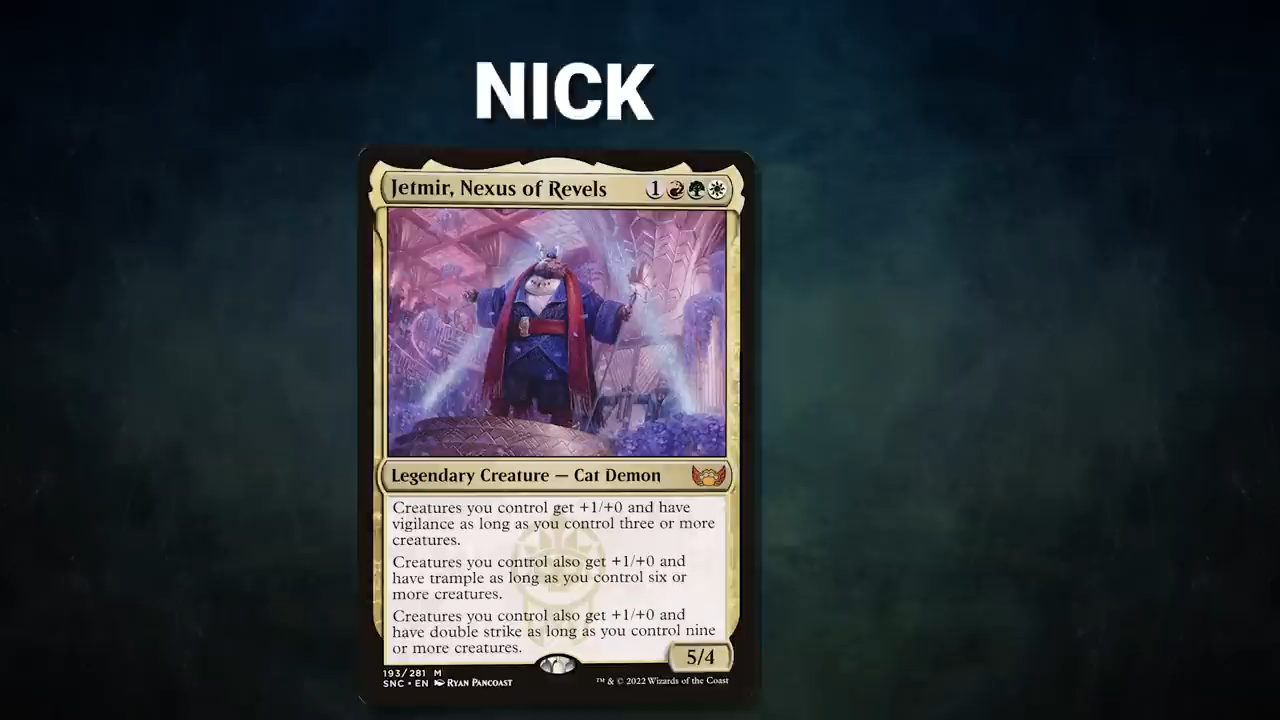 NICK
Jetmir, Nexus of Revels 1
Legendary Creature — Cat Demon
Creatures you control get +1/+0 and have
vigilance as long as you control three or more
creatures.
Creatures you control also get +1/+0 and
have trample as long as you control six or
more creatures.
Creatures you control also get +1/+0 and
have double strike as long as you control nine
or more creatures.
5/4
193/281 M
SNC • EN Ryan Pancoast
™ & © 2022 Wizards of the Coast